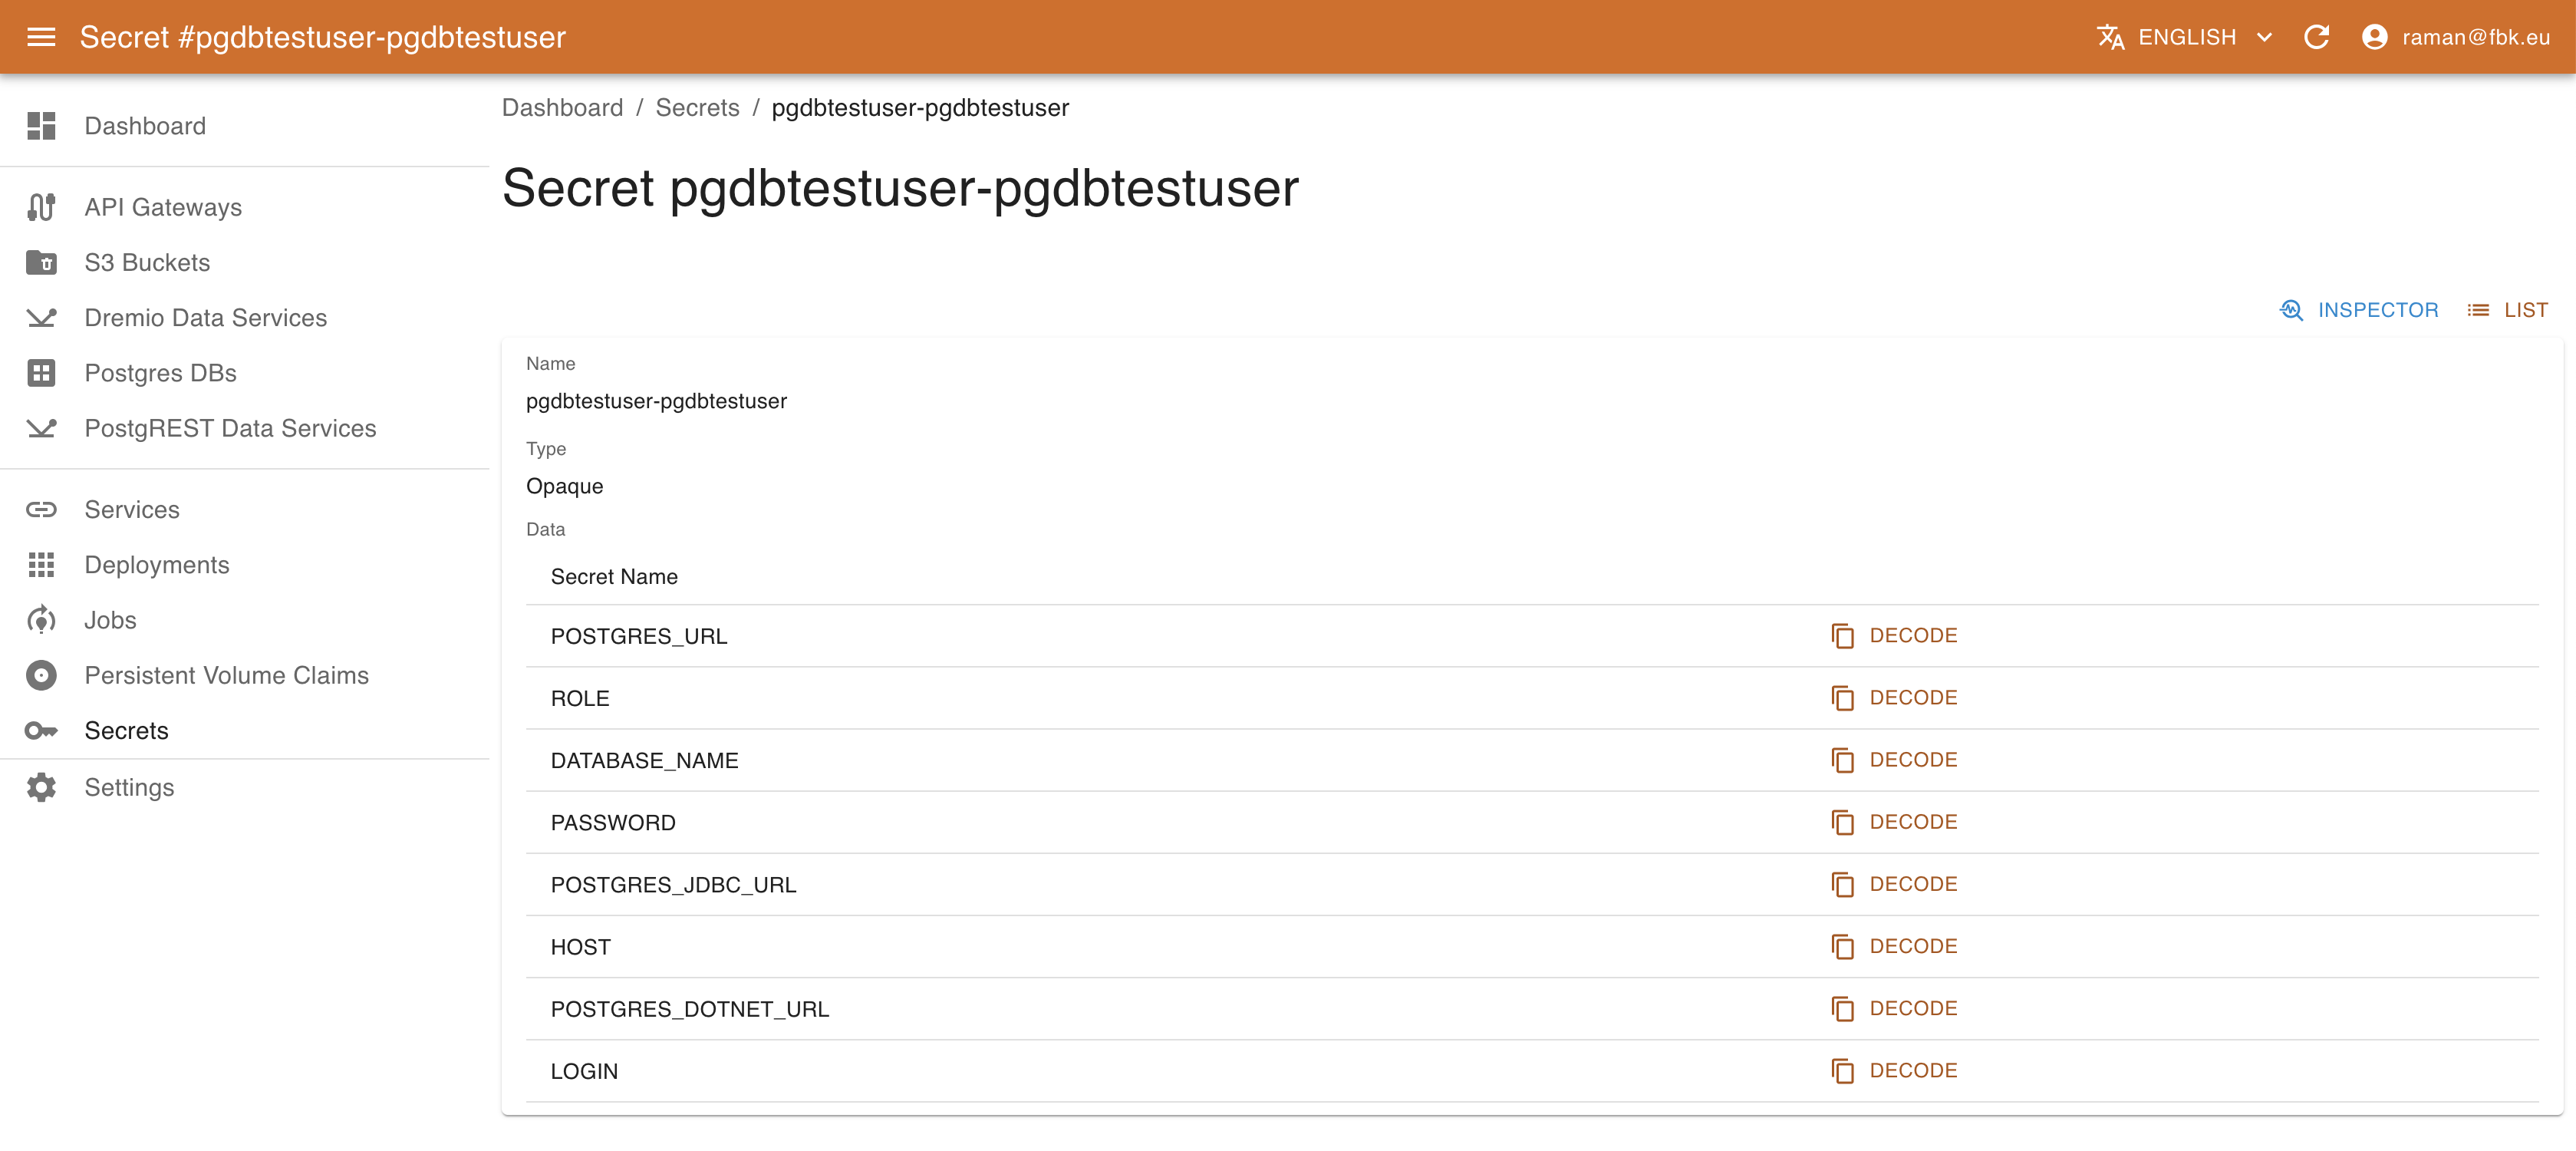 Secret #pgdbtestuser-pgdbtestuser
ENGLISH
raman@fbk.eu
Dashboard
API Gateways
S3 Buckets
Dremio Data Services
Postgres DBs
PostgREST Data Services
Services
Deployments
Jobs
Persistent Volume Claims
Secrets
Settings
Dashboard / Secrets / pgdbtestuser-pgdbtestuser
Secret pgdbtestuser-pgdbtestuser
INSPECTOR LIST
Name
pgdbtestuser-pgdbtestuser
Type
Opaque
Data
Secret Name
POSTGRES_URL DECODE
ROLE DECODE
DATABASE_NAME DECODE
PASSWORD DECODE
POSTGRES_JDBC_URL DECODE
HOST DECODE
POSTGRES_DOTNET_URL DECODE
LOGIN DECODE